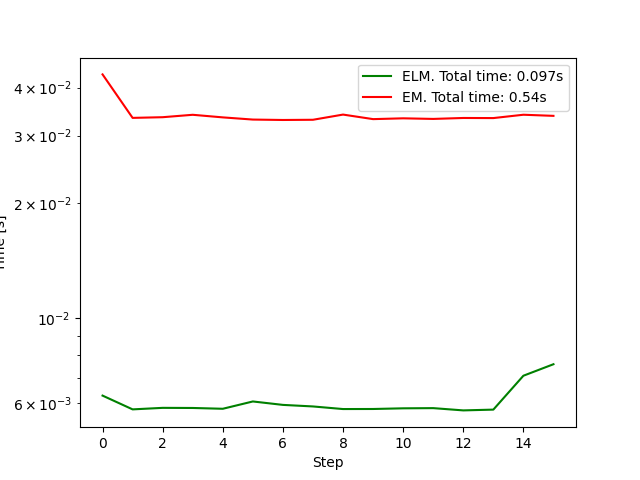 ELM. Total time: 0.097s
EM. Total time: 0.54s
4 × 10⁻²
3 × 10⁻²
2 × 10⁻²
10⁻²
6 × 10⁻³
[s]
0 2 4 6 8 10 12 14
Step